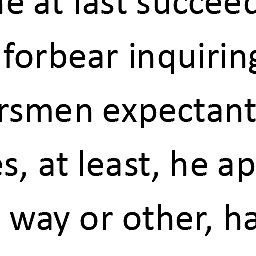 e at last succeed
forbear inquiring
rsmen expectant
es, at least, he ap
way or other, ha